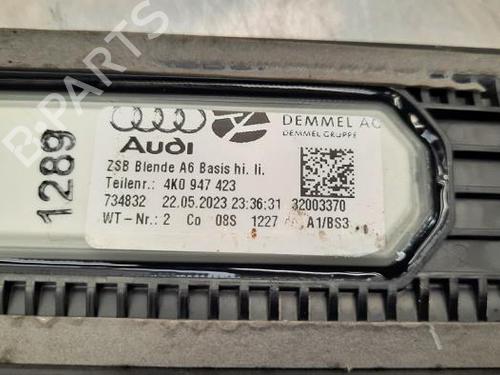 B-PARTS
1289
Audi
DEMMEL AG
DEMMEL GRUPPE
ZSB Blende A6 Basis hi. li.
Teilenr.: 4K0 947 423
734832 22.05.2023 23:36:31 32003370
WT-Nr.: 2 Co 08S 1227 A1/BS3